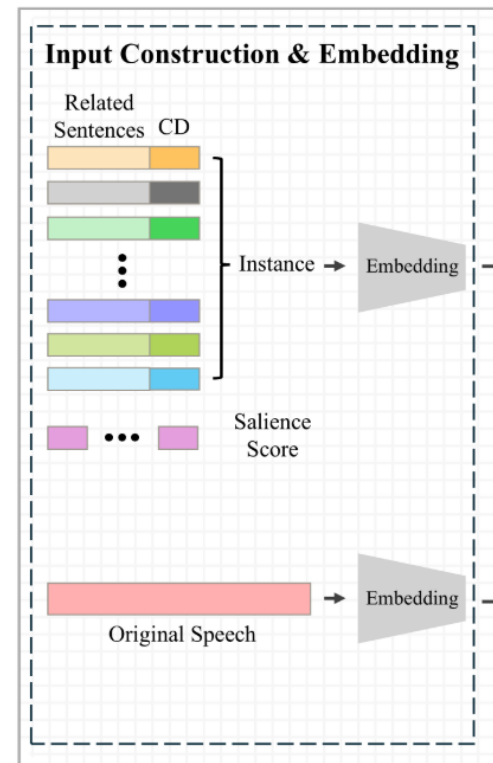 Input Construction & Embedding
Related
Sentences
CD
Instance
Embedding
Salience
Score
Embedding
Original Speech